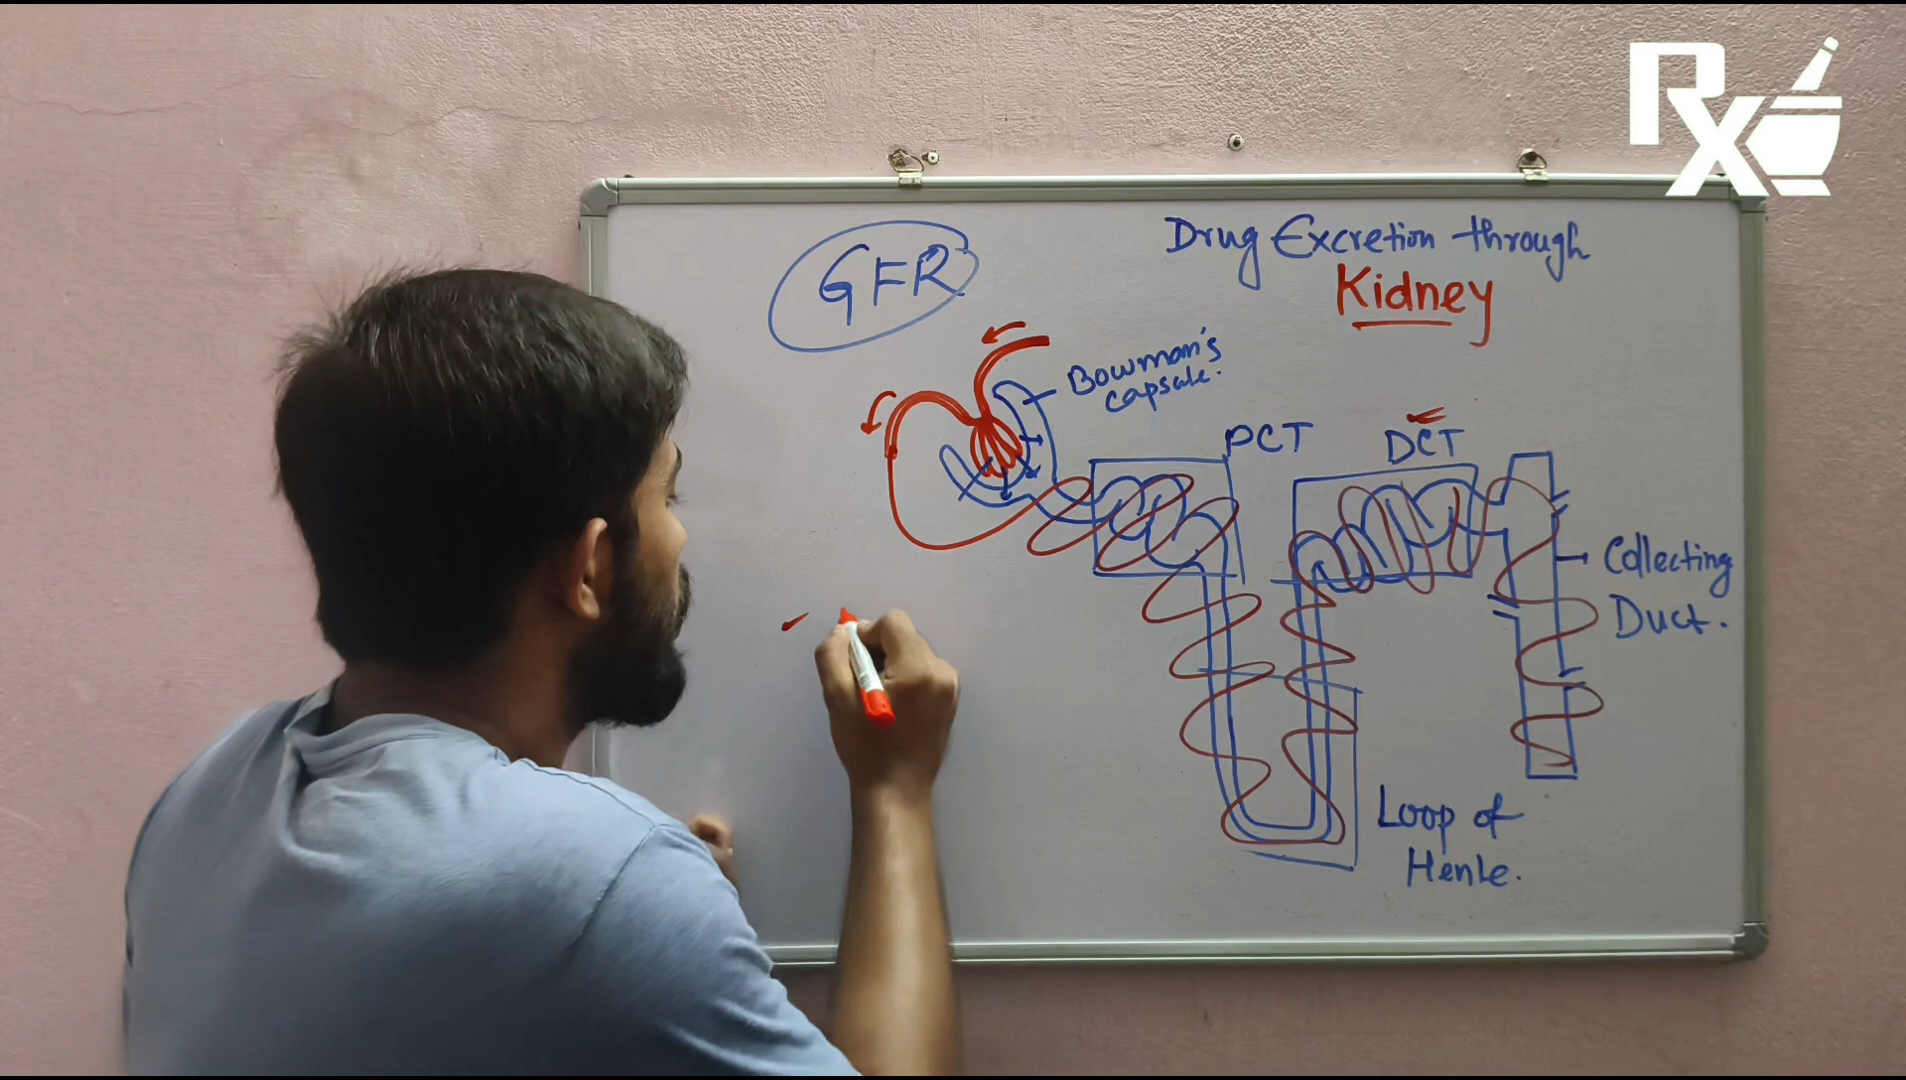 Rx
GFR
Drug Excretion through
Kidney
Bowman's
capsule.
PCT
DCT
Collecting
Duct.
Loop of
Henle.